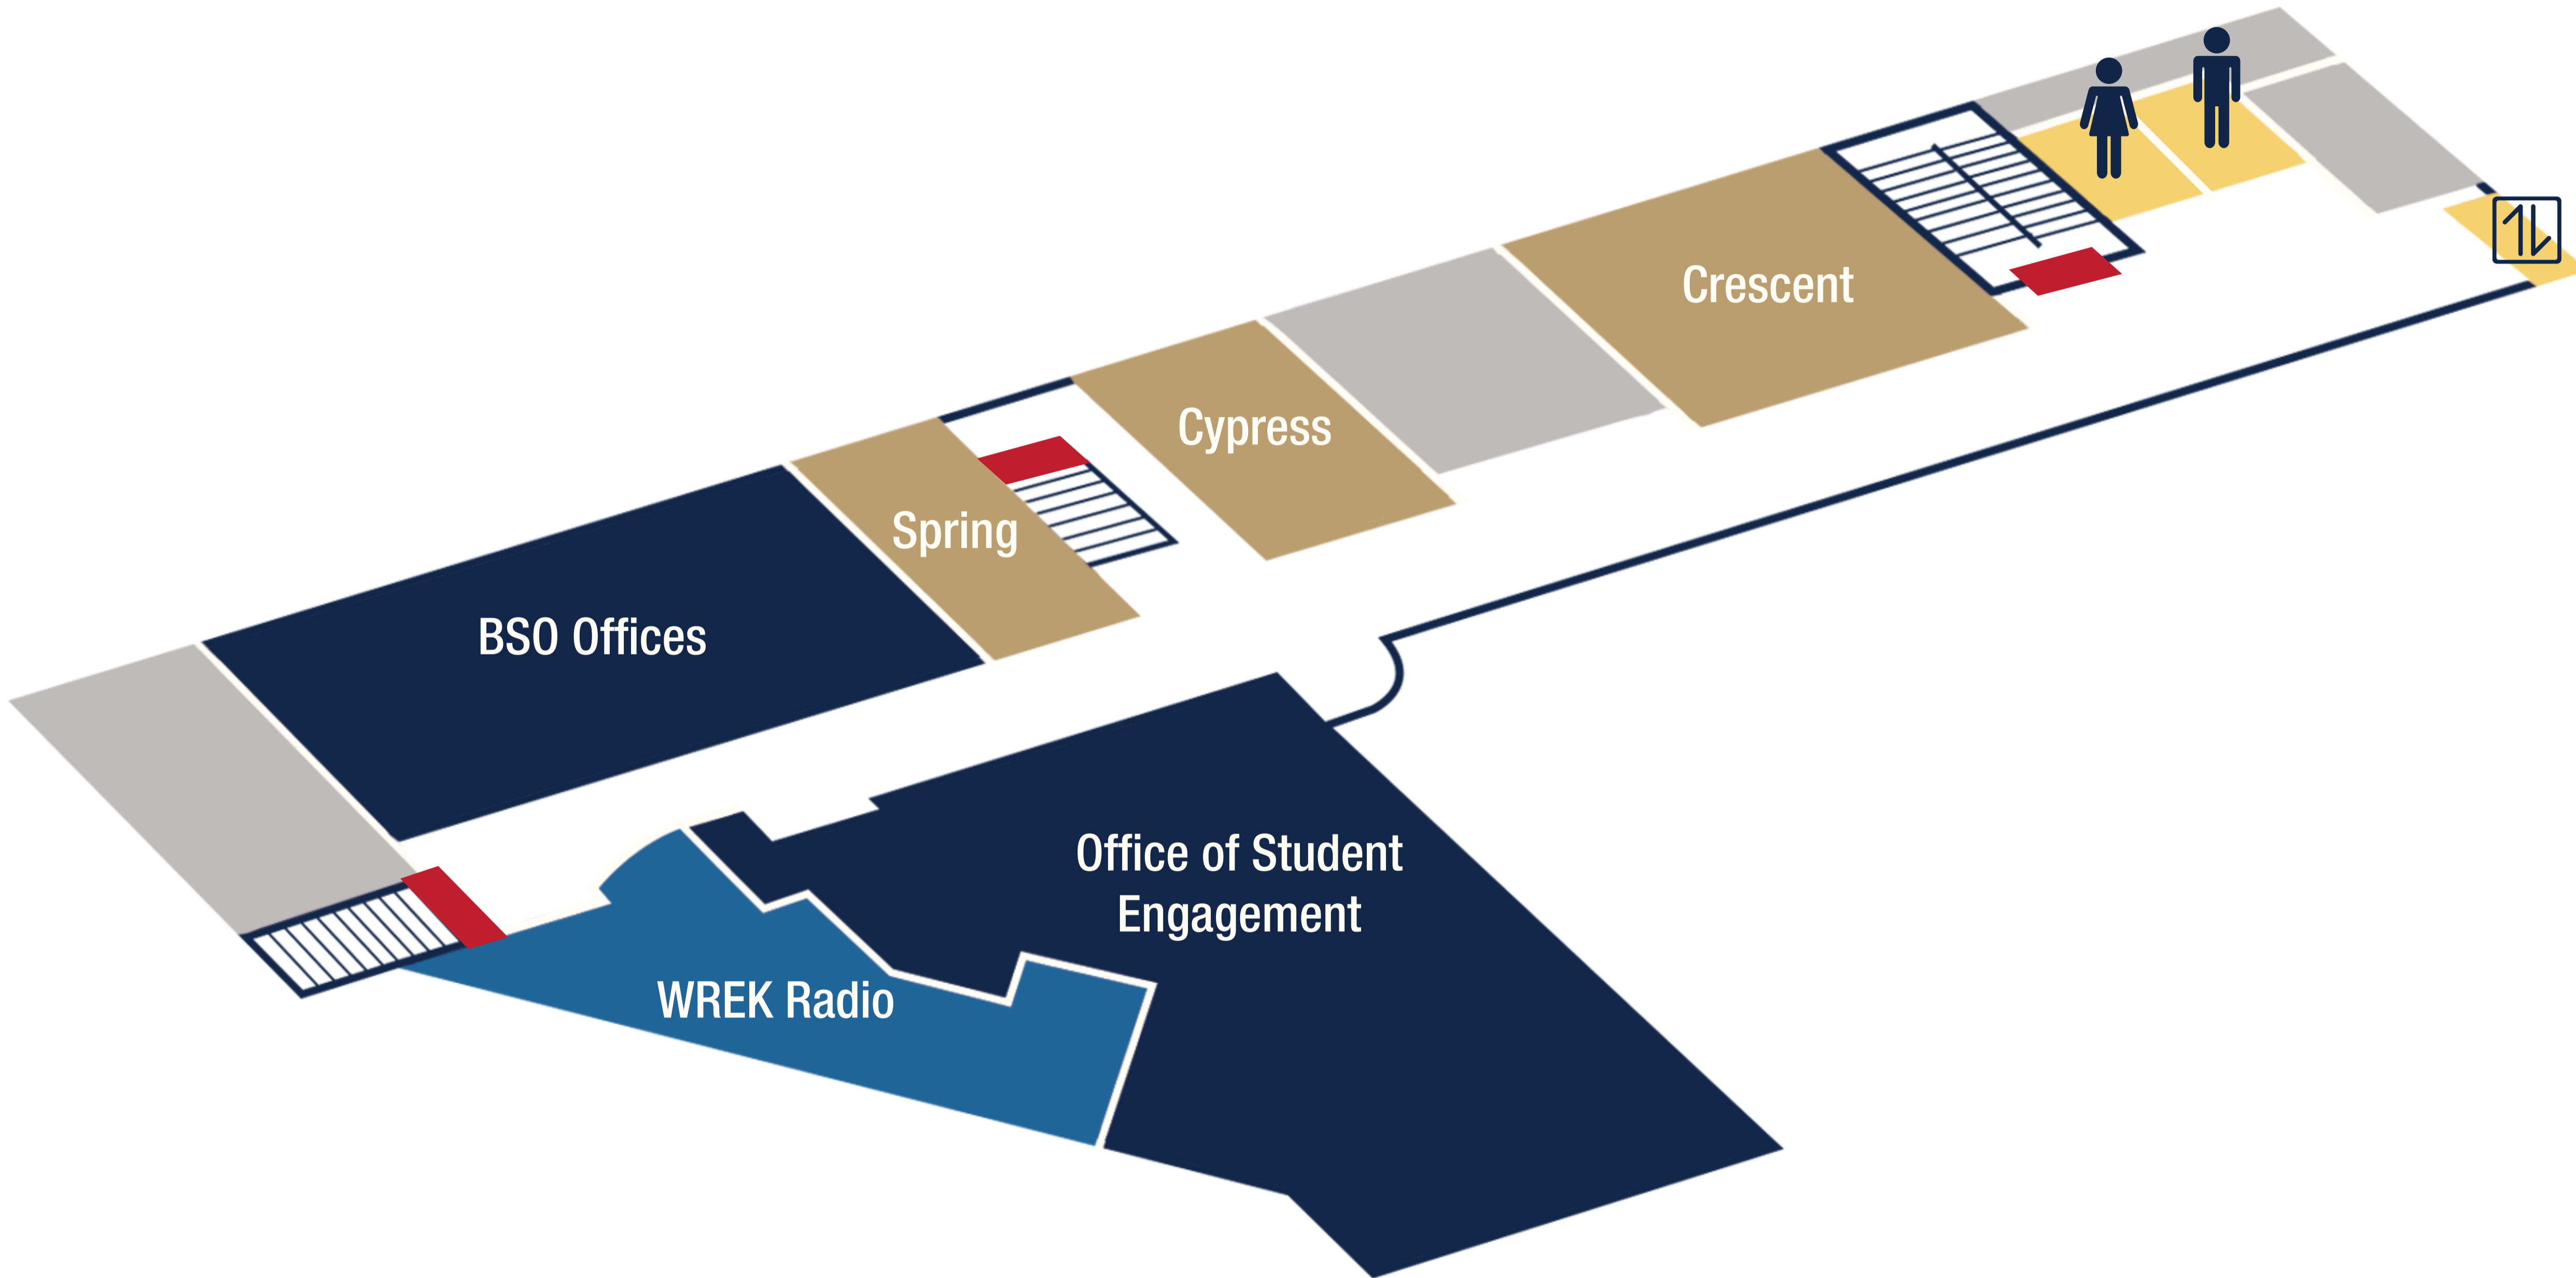 Crescent
Cypress
Spring
BSO Offices
Office of Student
Engagement
WREK Radio